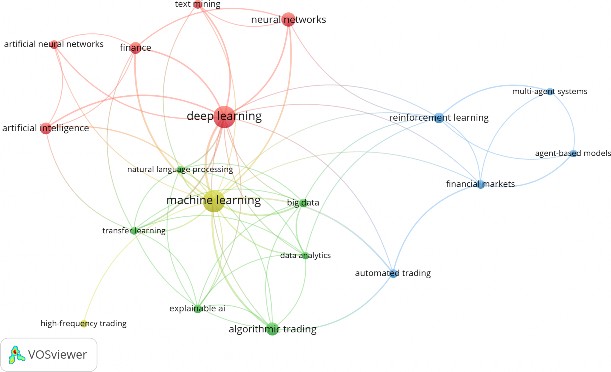 text mining
neural networks
artificial neural networks
finance
multi-agent systems
deep learning
reinforcement learning
artificial intelligence
agent-based models
natural language processing
financial markets
machine learning
big data
transfer learning
data analytics
automated trading
explainable ai
high-frequency trading
algorithmic trading
VOSviewer